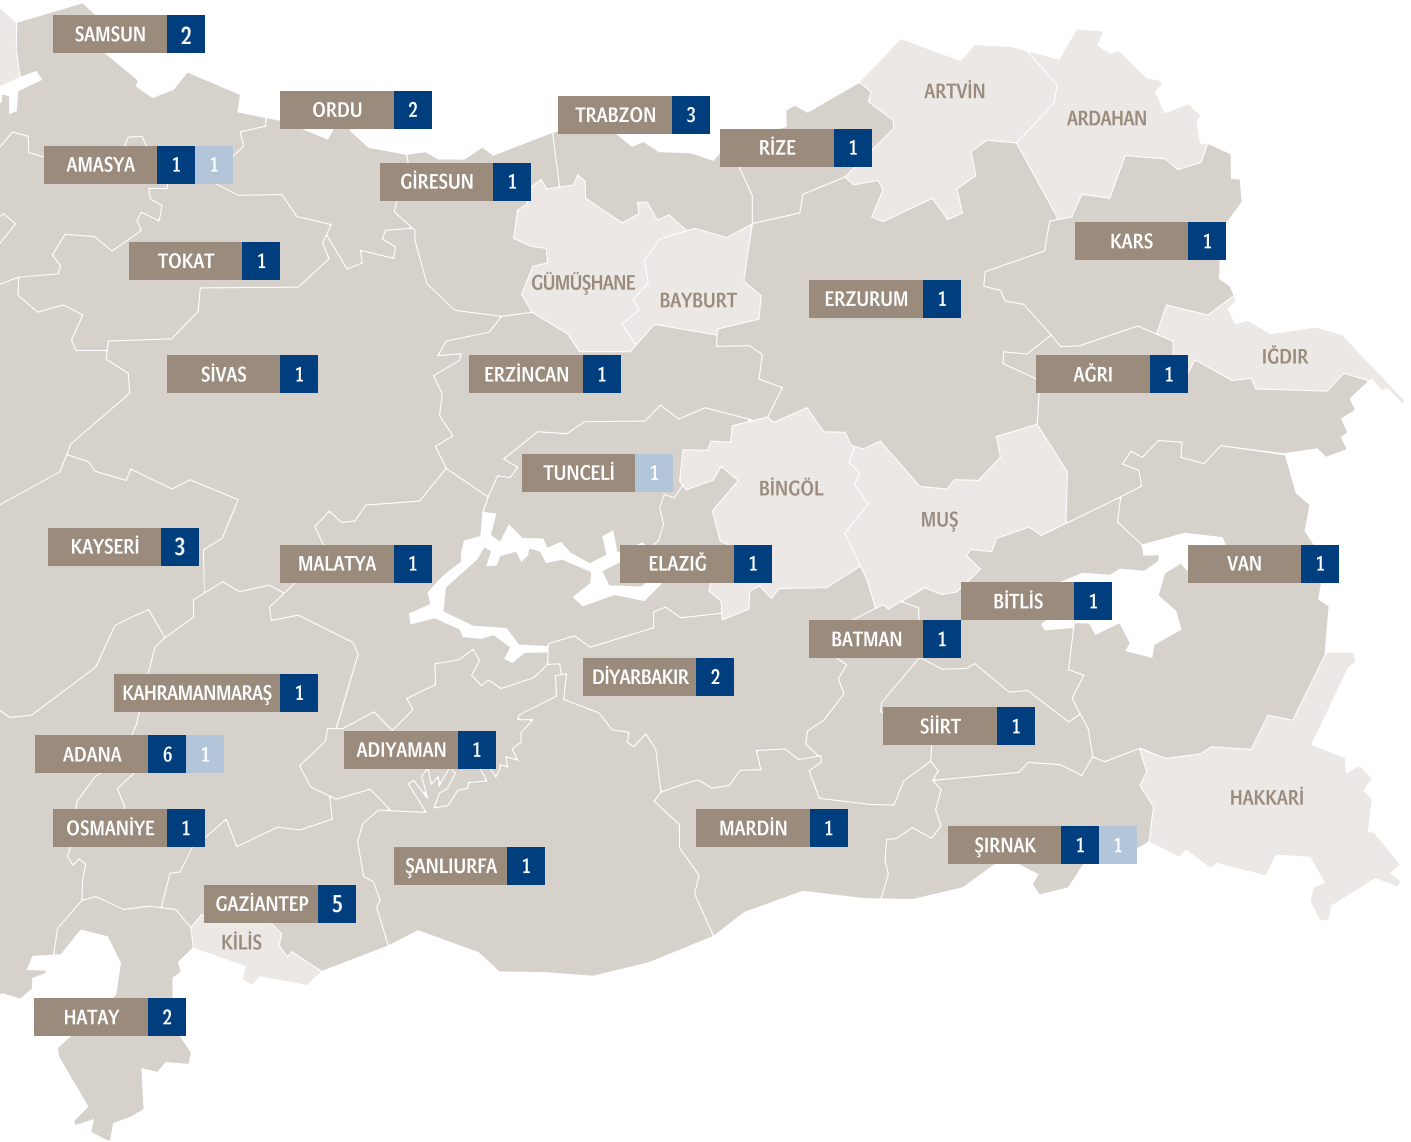 SAMSUN 2
ORDU 2
TRABZON 3
RİZE 1
ARTVİN
ARDAHAN
AMASYA 1 1
GİRESUN 1
TOKAT 1
GÜMÜŞHANE
BAYBURT
ERZURUM 1
KARS 1
SİVAS 1
ERZİNCAN 1
AĞRI 1
IĞDIR
TUNCELİ 1
BİNGÖL
MUŞ
KAYSERİ 3
MALATYA 1
ELAZIĞ 1
VAN 1
BİTLİS 1
BATMAN 1
KAHRAMANMARAŞ 1
DİYARBAKIR 2
SİİRT 1
ADANA 6 1
ADIYAMAN 1
HAKKARİ
OSMANİYE 1
MARDİN 1
ŞIRNAK 1 1
ŞANLIURFA 1
GAZİANTEP 5
KİLİS
HATAY 2